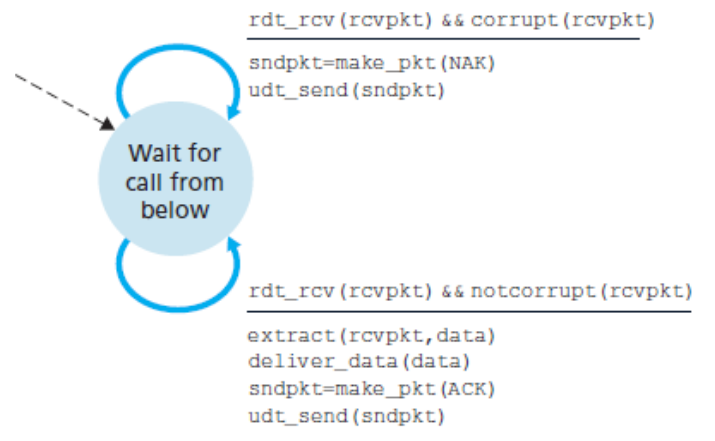 rdt_rcv(rcvpkt) && corrupt(rcvpkt)
sndpkt=make_pkt(NAK)
udt_send(sndpkt)
Wait for
call from
below
rdt_rcv(rcvpkt) && notcorrupt(rcvpkt)
extract(rcvpkt,data)
deliver_data(data)
sndpkt=make_pkt(ACK)
udt_send(sndpkt)